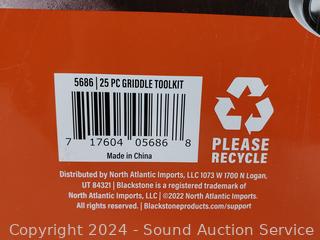 5686 | 25 PC GRIDDLE TOOLKIT
7 17604 05686 8
Made in China
PLEASE
RECYCLE
Distributed by North Atlantic Imports, LLC 1073 W 1700 N Logan,
UT 84321 | Blackstone is a registered trademark of
North Atlantic Imports, LLC | ©2022 North Atlantic Imports.
All rights reserved. | Blackstoneproducts.com/support
Copyright 2024 - Sound Auction Service